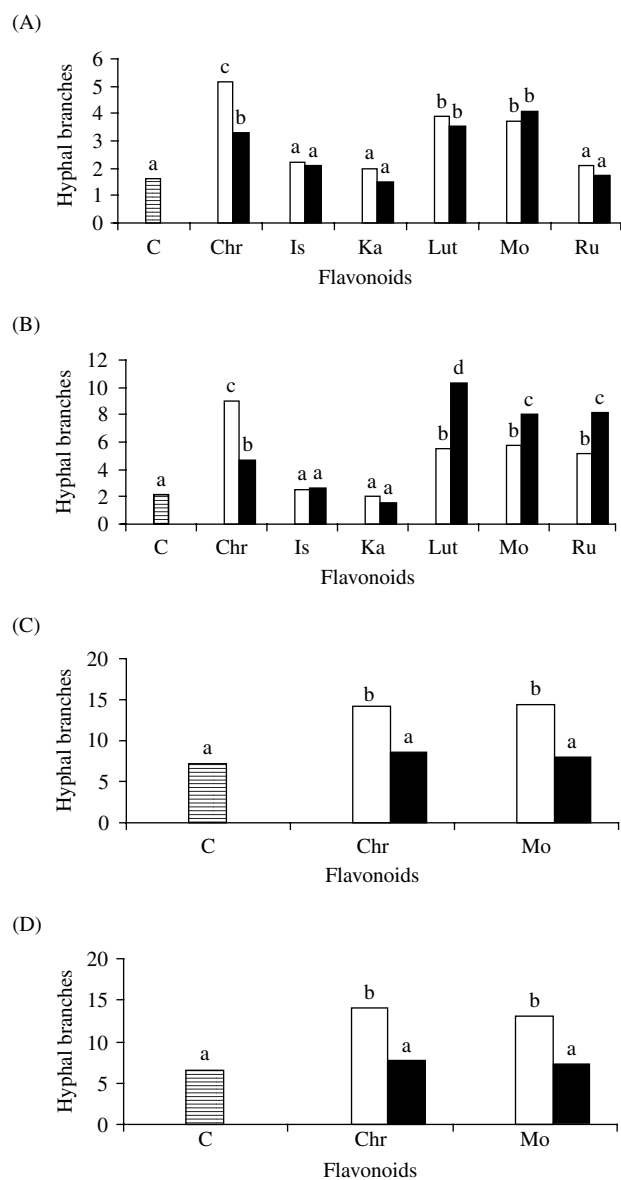 (A)
6
5
4
3
2
1
0
Hyphal branches
a
c
b
a a
a
a
b b
b
b
a
a
C Chr Is Ka Lut Mo Ru
Flavonoids
(B)
12
10
8
6
4
2
0
Hyphal branches
a
c
b
a a
a a
b
d
b
c
b
c
C Chr Is Ka Lut Mo Ru
Flavonoids
(C)
20
15
10
5
0
Hyphal branches
a
b
a
b
a
C Chr Mo
Flavonoids
(D)
20
15
10
5
0
Hyphal branches
a
b
a
b
a
C Chr Mo
Flavonoids